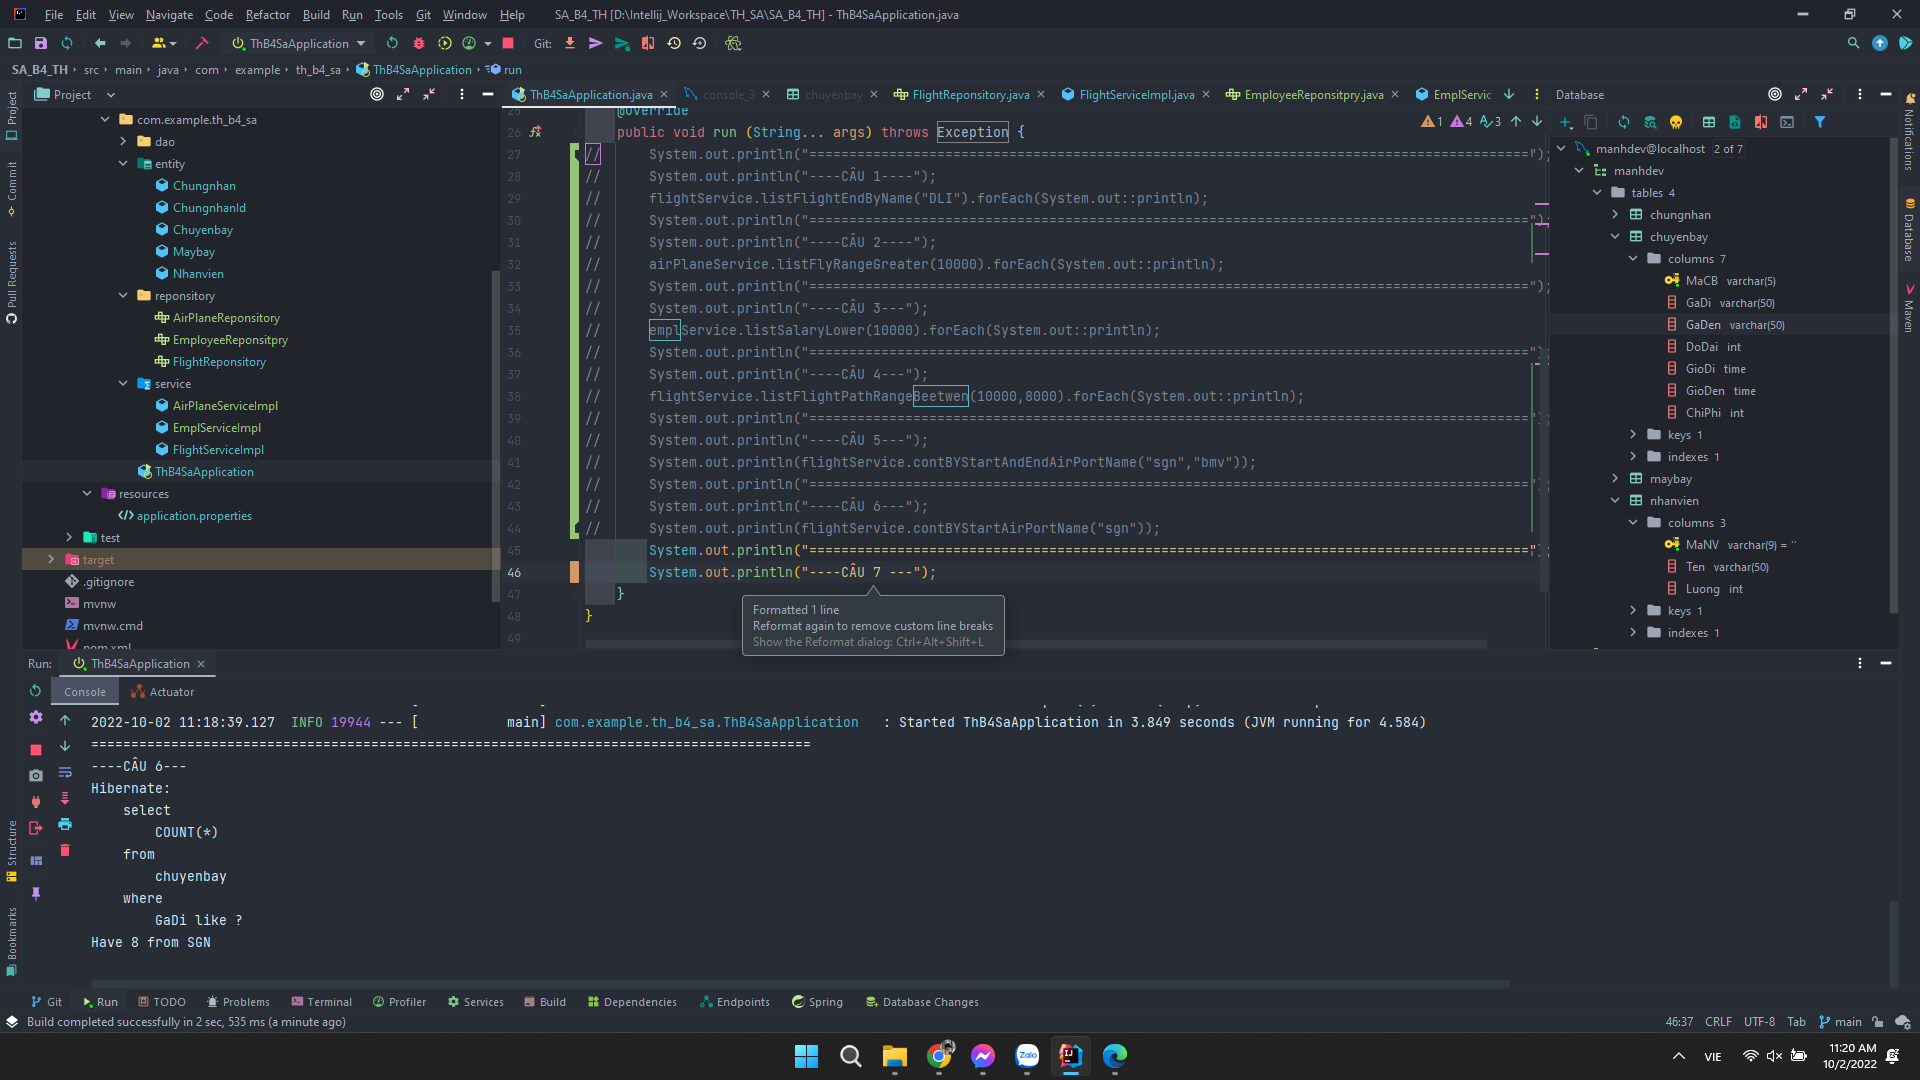 File Edit View Navigate Code Refactor Build Run Tools Git Window Help SA_B4_TH [D:\Intellij_Workspace\TH_SA\SA_B4_TH] - ThB4SaApplication.java
ThB4SaApplication Git:
SA_B4_TH › src › main › java › com › example › th_b4_sa › ThB4SaApplication › run
Project
com.example.th_b4_sa
dao
entity
Chungnhan
ChungnhanId
Chuyenbay
Maybay
Nhanvien
reponsitory
AirPlaneReponsitory
EmployeeReponsitpry
FlightReponsitory
service
AirPlaneServiceImpl
EmplServiceImpl
FlightServiceImpl
ThB4SaApplication
resources
application.properties
test
target
.gitignore
mvnw
mvnw.cmd
pom.xml
ThB4SaApplication.java console_3 chuyenbay FlightReponsitory.java FlightServiceImpl.java EmployeeReponsitpry.java EmplServic
1 4 3
25 @Override
26 public void run (String... args) throws Exception {
27 // System.out.println("==========================================================================================");
28 // System.out.println("----CÂU 1----");
29 // flightService.listFlightEndByName("DLI").forEach(System.out::println);
30 // System.out.println("==========================================================================================");
31 // System.out.println("----CÂU 2----");
32 // airPlaneService.listFlyRangeGreater(10000).forEach(System.out::println);
33 // System.out.println("==========================================================================================");
34 // System.out.println("----CÂU 3---");
35 // emplService.listSalaryLower(10000).forEach(System.out::println);
36 // System.out.println("==========================================================================================");
37 // System.out.println("----CÂU 4---");
38 // flightService.listFlightPathRangeBeetwen(10000,8000).forEach(System.out::println);
39 // System.out.println("==========================================================================================");
40 // System.out.println("----CÂU 5---");
41 // System.out.println(flightService.contBYStartAndEndAirPortName("sgn","bmv"));
42 // System.out.println("==========================================================================================");
43 // System.out.println("----CÂU 6---");
44 // System.out.println(flightService.contBYStartAirPortName("sgn"));
45 System.out.println("==========================================================================================");
46 System.out.println("----CÂU 7 ---");
47 }
48 }
49
Formatted 1 line
Reformat again to remove custom line breaks
Show the Reformat dialog: Ctrl+Alt+Shift+L
Database
manhdev@localhost 2 of 7
manhdev
tables 4
chungnhan
chuyenbay
columns 7
MaCB varchar(5)
GaDi varchar(50)
GaDen varchar(50)
DoDai int
GioDi time
GioDen time
ChiPhi int
keys 1
indexes 1
maybay
nhanvien
columns 3
MaNV varchar(9) = ''
Ten varchar(50)
Luong int
keys 1
indexes 1
Project
Commit
Pull Requests
Structure
Bookmarks
Notifications
Database
Maven
Run: ThB4SaApplication
Console Actuator
2022-10-02 11:18:39.127 INFO 19944 --- [ main] com.example.th_b4_sa.ThB4SaApplication : Started ThB4SaApplication in 3.849 seconds (JVM running for 4.584)
==========================================================================================
----CÂU 6---
Hibernate:
select
COUNT(*)
from
chuyenbay
where
GaDi like ?
Have 8 from SGN
Git Run TODO Problems Terminal Profiler Services Build Dependencies Endpoints Spring Database Changes
Build completed successfully in 2 sec, 535 ms (a minute ago) 46:37 CRLF UTF-8 Tab main
Zalo
VIE 11:20 AM
10/2/2022